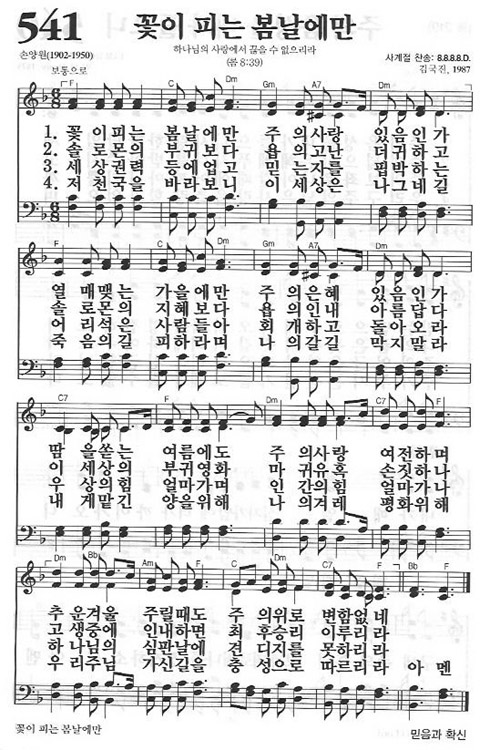 541 꽃이 피는 봄날에만
하나님의 사랑에서 끊을 수 없으리라
(롬 8:39)
손양원(1902-1950)
사계절 찬송: 8.8.8.8.D.
김국진, 1987
보통으로
F C Dm Gm A7 Dm
1. 꽃이피는 봄날에만 주의사랑 있음인가
2. 솔로몬의 부귀보다 욥의고난 더귀하고
3. 세상권력 등에업고 믿는자들 핍박하는
4. 저천국을 바라보니 이세상은 나그네길
F C Dm Gm A7 Dm F
열매맺는 가을에만 주의은혜
솔로몬의 지혜보다 욥의인내 아름답다
어리석은 사람들아 회개하고 돌아오라
죽음을 피하라며 나의갈길 막지말라
C7 F C7 F
땀을쏟는 여름에도 주의사랑 여전하며
이세상의 부귀영화 마귀유혹 손짓하나
우상의힘 얼마가며 인간의힘
내게맡긴 양을위해 나의겨레 평화위해
Dm Bb Am Dm C7 F Bb F
추운겨울 주릴때도 주의위로 변함없네
고생중에 인내하면 최후승리 이루리라
하나님의 심판날에 견디지를 못하리라
우리주님 가신길을 충성으로 따르리라 아멘
꽃이 피는 봄날에만
믿음과 확신